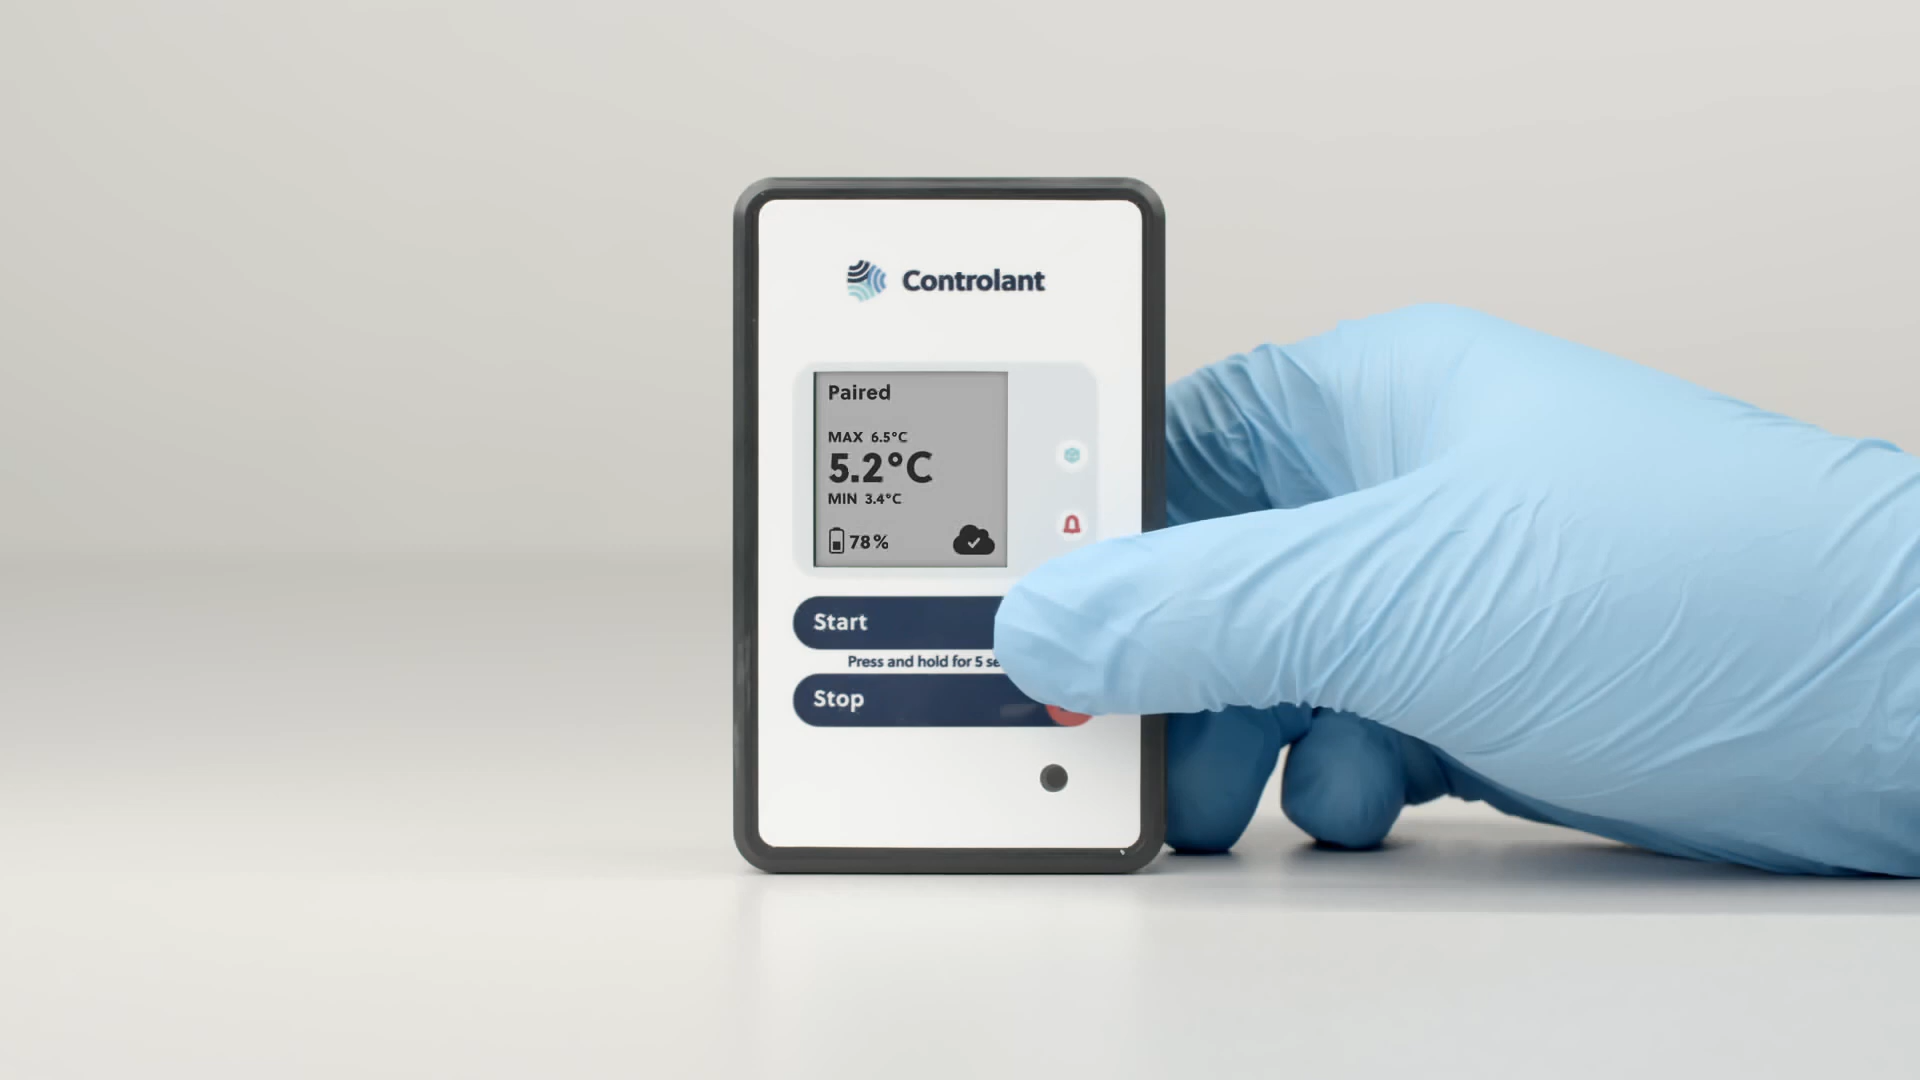 Controlant
Paired
MAX 6.5°C
5.2°C
MIN 3.4°C
78%
Start
Press and hold for 5
Stop